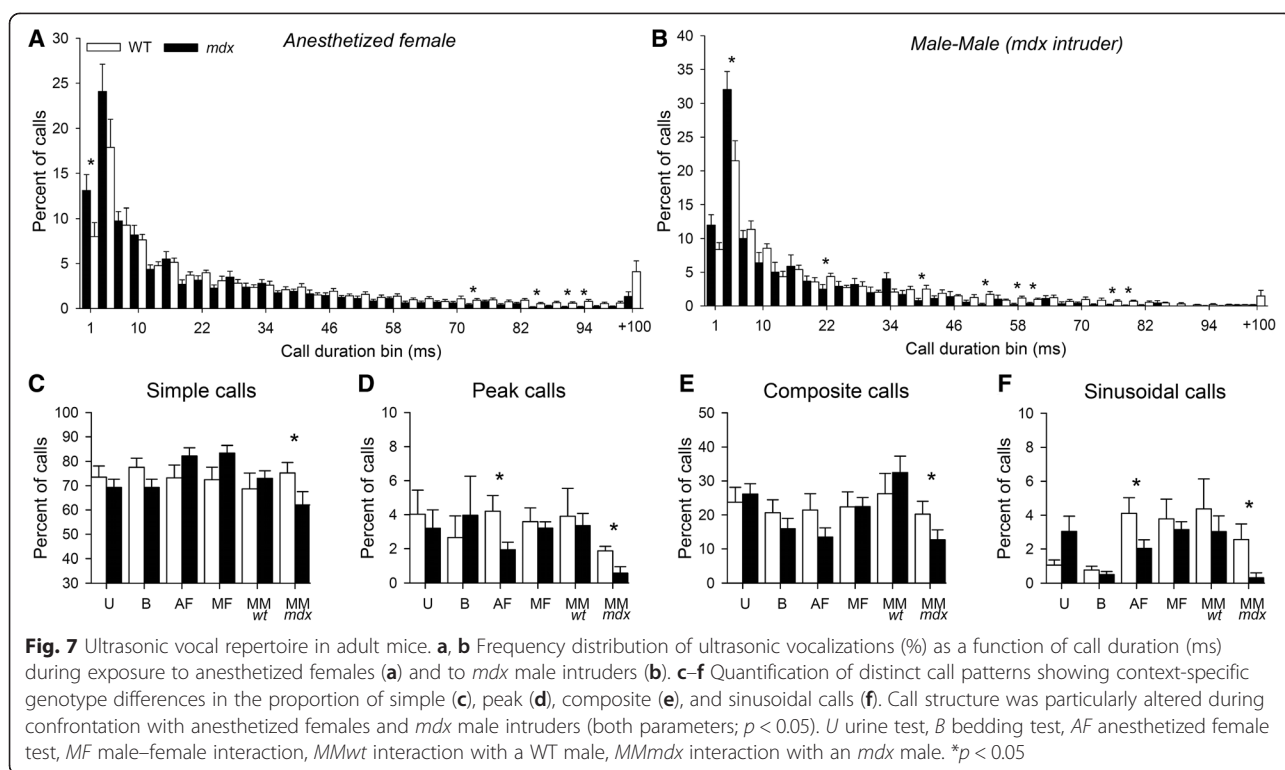 A
WT
mdx
Anesthetized female
30
25
20
15
10
5
0
Percent of calls
*
*
*
*
*
1
10
22
34
46
58
70
82
94
+100
Call duration bin (ms)
B
Male-Male (mdx intruder)
40
35
30
25
20
15
10
5
0
Percent of calls
*
*
*
*
*
*
*
*
1
10
22
34
46
58
70
82
94
+100
Call duration bin (ms)
C
Simple calls
100
90
80
70
60
50
40
30
Percent of calls
*
U
B
AF
MF
MM
wt
MM
mdx
D
Peak calls
10
8
6
4
2
0
Percent of calls
*
*
U
B
AF
MF
MM
wt
MM
mdx
E
Composite calls
50
40
30
20
10
0
Percent of calls
*
U
B
AF
MF
MM
wt
MM
mdx
F
Sinusoidal calls
10
8
6
4
2
0
Percent of calls
*
*
U
B
AF
MF
MM
wt
MM
mdx
Fig. 7 Ultrasonic vocal repertoire in adult mice. a, b Frequency distribution of ultrasonic vocalizations (%) as a function of call duration (ms)
during exposure to anesthetized females (a) and to mdx male intruders (b). c–f Quantification of distinct call patterns showing context-specific
genotype differences in the proportion of simple (c), peak (d), composite (e), and sinusoidal calls (f). Call structure was particularly altered during
confrontation with anesthetized females and mdx male intruders (both parameters; p < 0.05). U urine test, B bedding test, AF anesthetized female
test, MF male–female interaction, MMwt interaction with a WT male, MMmdx interaction with an mdx male. *p < 0.05